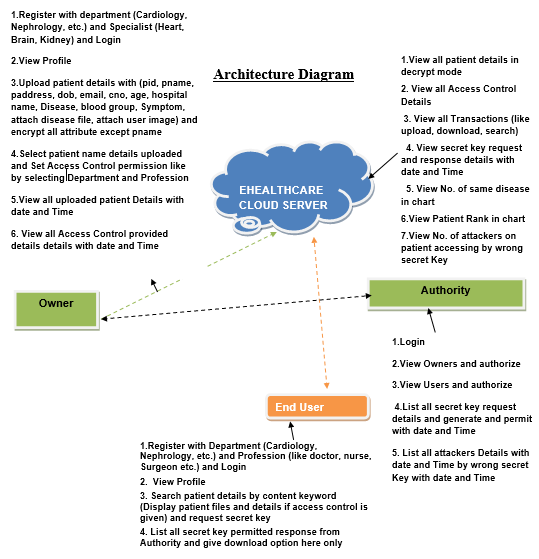 1.Register with department (Cardiology,
Nephrology, etc.) and Specialist (Heart,
Brain, Kidney) and Login
2.View Profile
3.Upload patient details with (pid, pname,
paddress, dob, email, cno, age, hospital
name, Disease, blood group, Symptom,
attach disease file, attach user image) and
encrypt all attribute except pname
4.Select patient name details uploaded
and Set Access Control permission like
by selecting Department and Profession
5.View all uploaded patient Details with
date and Time
6. View all Access Control provided
details details with date and Time
Architecture Diagram
1.View all patient details in
decrypt mode
2. View all Access Control
Details
3. View all Transactions (like
upload, download, search)
4. View secret key request
and response details with
date and Time
5. View No. of same disease
in chart
6.View Patient Rank in chart
7.View No. of attackers on
patient accessing by wrong
secret Key
EHEALTHCARE
CLOUD SERVER
Owner
Authority
1.Login
2.View Owners and authorize
3.View Users and authorize
4.List all secret key request
details and generate and permit
with date and Time
5. List all attackers Details with
date and Time by wrong secret
Key with date and Time
End User
1.Register with Department (Cardiology,
Nephrology, etc.) and Profession (like doctor, nurse,
Surgeon etc.) and Login
2. View Profile
3. Search patient details by content keyword
(Display patient files and details if access control is
given) and request secret key
4. List all secret key permitted response from
Authority and give download option here only